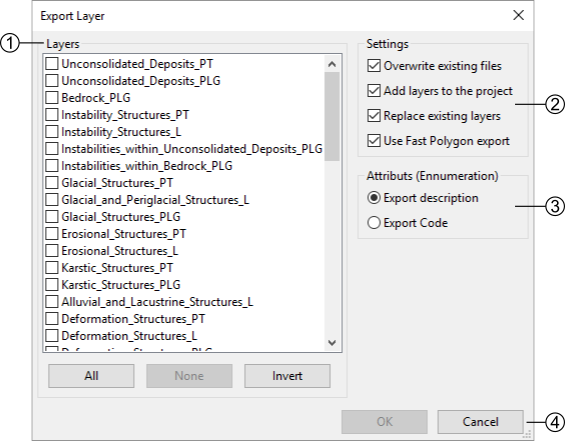 Export Layer
① Layers
Unconsolidated_Deposits_PT
Unconsolidated_Deposits_PLG
Bedrock_PLG
Instability_Structures_PT
Instability_Structures_L
Instabilities_within_Unconsolidated_Deposits_PLG
Instabilities_within_Bedrock_PLG
Glacial_Structures_PT
Glacial_and_Periglacial_Structures_L
Glacial_Structures_PLG
Erosional_Structures_PT
Erosional_Structures_L
Karstic_Structures_PT
Karstic_Structures_PLG
Alluvial_and_Lacustrine_Structures_L
Deformation_Structures_PT
Deformation_Structures_L
Deformation_Structures_PLG
All None Invert
Settings
Overwrite existing files
Add layers to the project
②
Replace existing layers
Use Fast Polygon export
Attributs (Ennumeration)
Export description
③
Export Code
OK Cancel ④